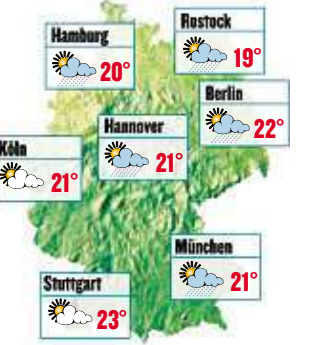 Rostock
19°
Hamburg
20°
Berlin
22°
Hannover
21°
Köln
21°
München
21°
Stuttgart
23°